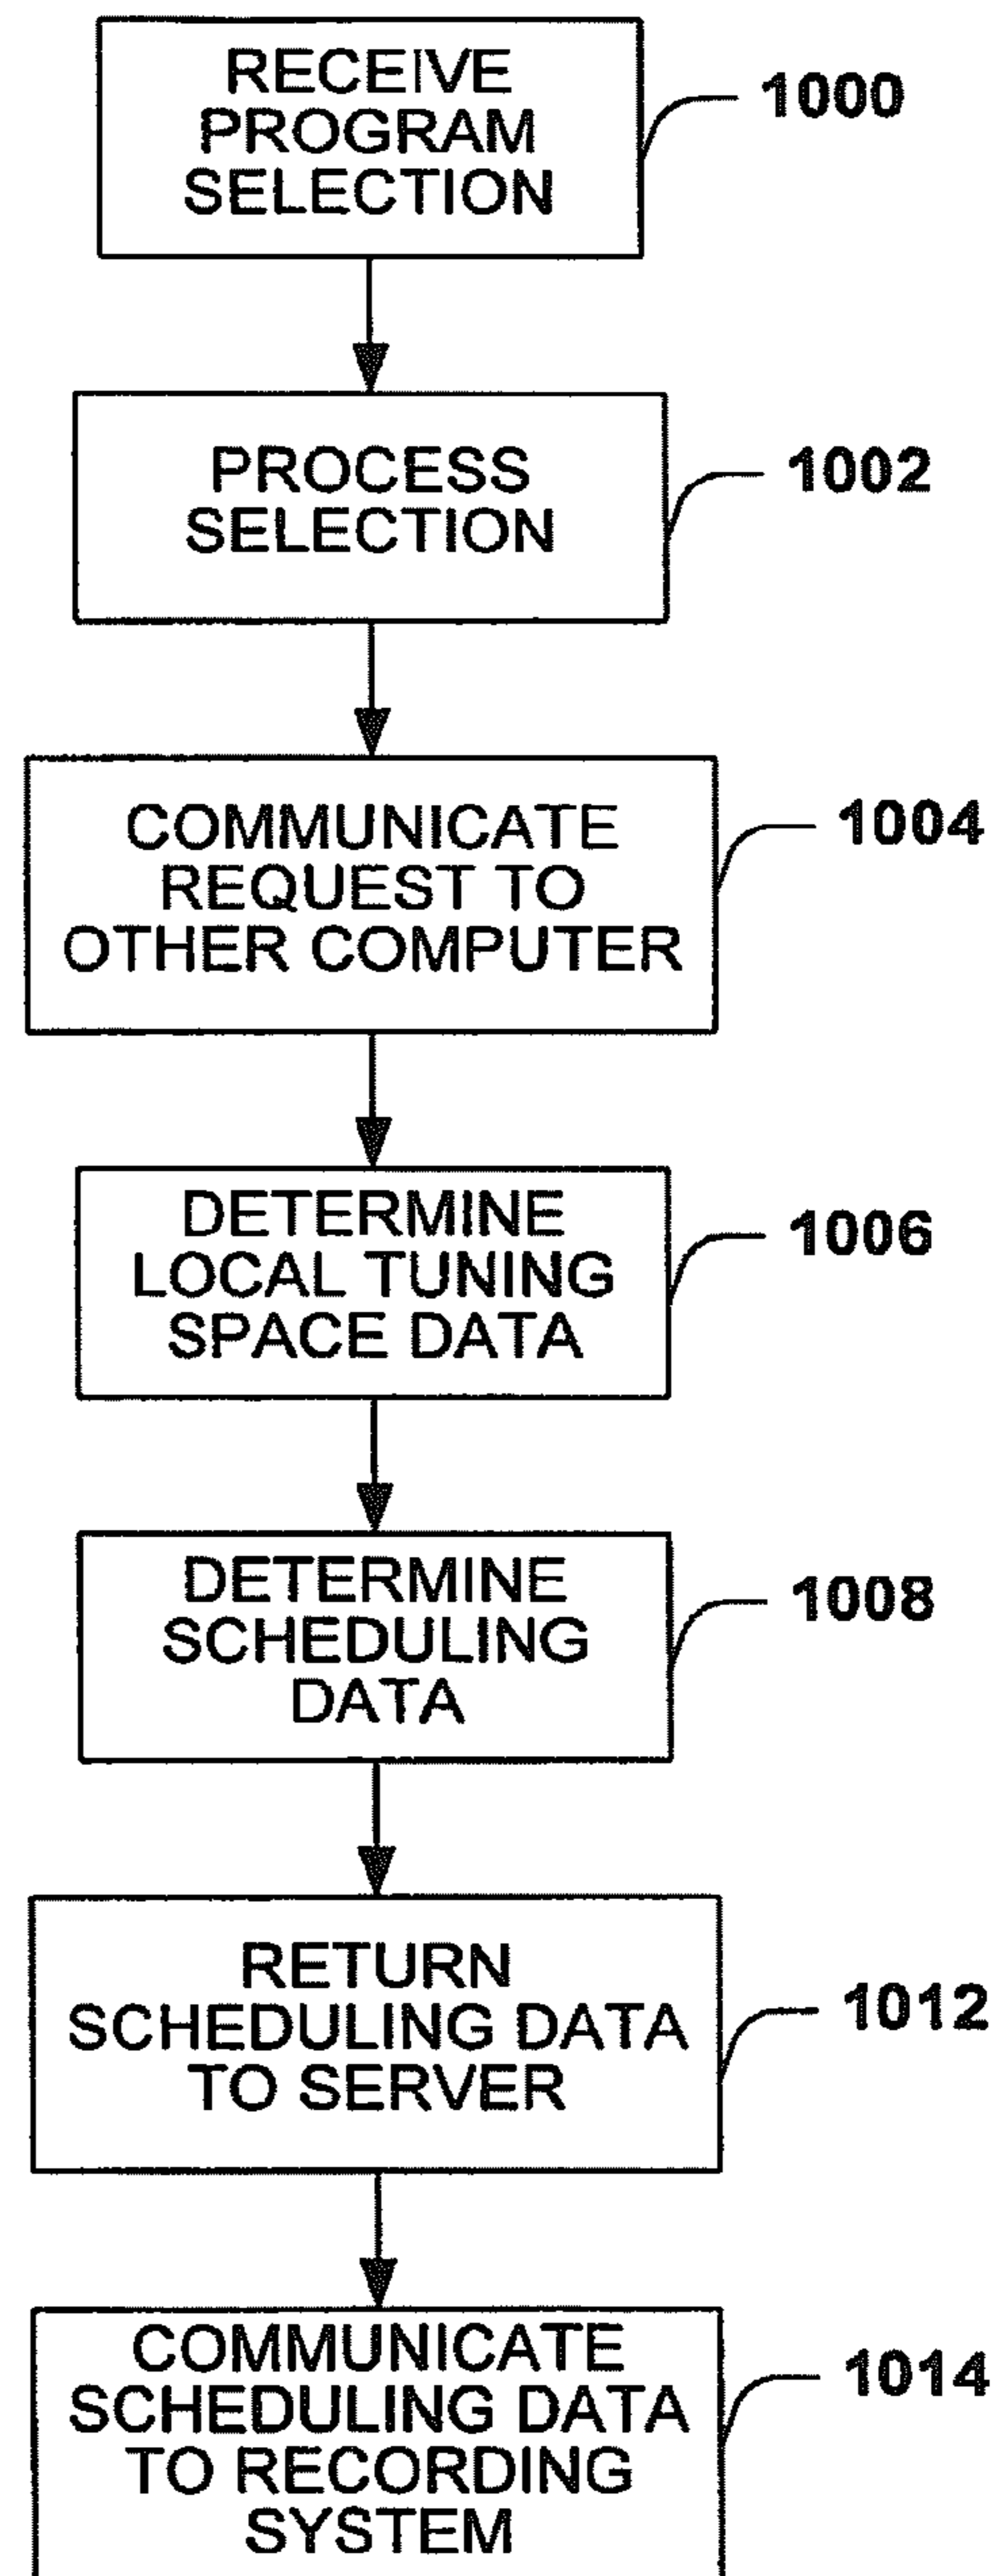 RECEIVE
PROGRAM
SELECTION
1000
PROCESS
SELECTION
1002
COMMUNICATE
REQUEST TO
OTHER COMPUTER
1004
DETERMINE
LOCAL TUNING
SPACE DATA
1006
DETERMINE
SCHEDULING
DATA
1008
RETURN
SCHEDULING DATA
TO SERVER
1012
COMMUNICATE
SCHEDULING DATA
TO RECORDING
SYSTEM
1014